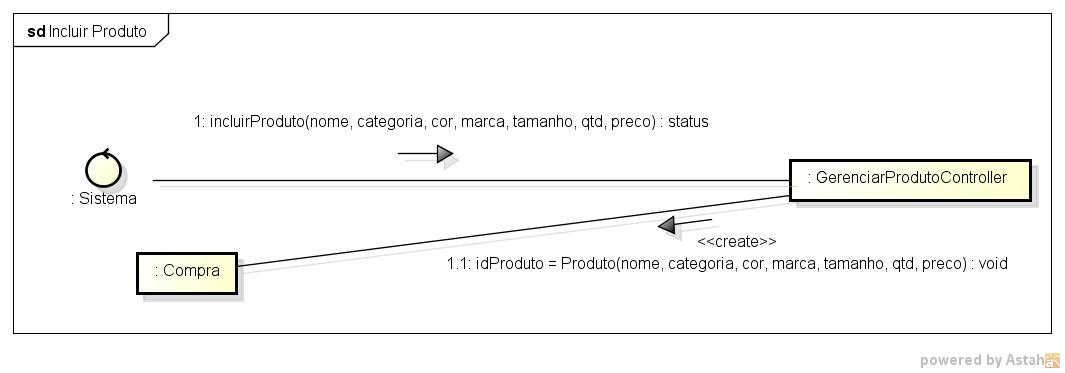 sd Incluir Produto
1: incluirProduto(nome, categoria, cor, marca, tamanho, qtd, preco) : status
: Sistema
: GerenciarProdutoController
<<create>>
1.1: idProduto = Produto(nome, categoria, cor, marca, tamanho, qtd, preco) : void
: Compra
powered by Astah